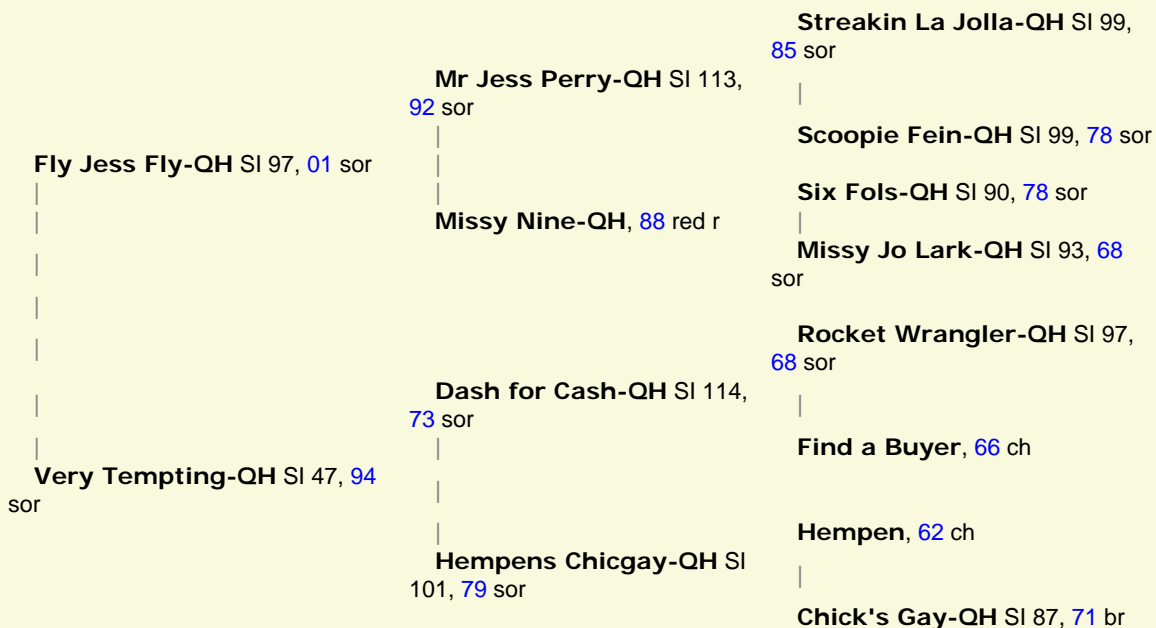 Streakin La Jolla-QH SI 99,
85 sor
Mr Jess Perry-QH SI 113,
92 sor
Scoopie Fein-QH SI 99, 78 sor
Fly Jess Fly-QH SI 97, 01 sor
Six Fols-QH SI 90, 78 sor
Missy Nine-QH, 88 red r
Missy Jo Lark-QH SI 93, 68
sor
Rocket Wrangler-QH SI 97,
68 sor
Dash for Cash-QH SI 114,
73 sor
Find a Buyer, 66 ch
Very Tempting-QH SI 47, 94
sor
Hempen, 62 ch
Hempens Chicgay-QH SI
101, 79 sor
Chick's Gay-QH SI 87, 71 br